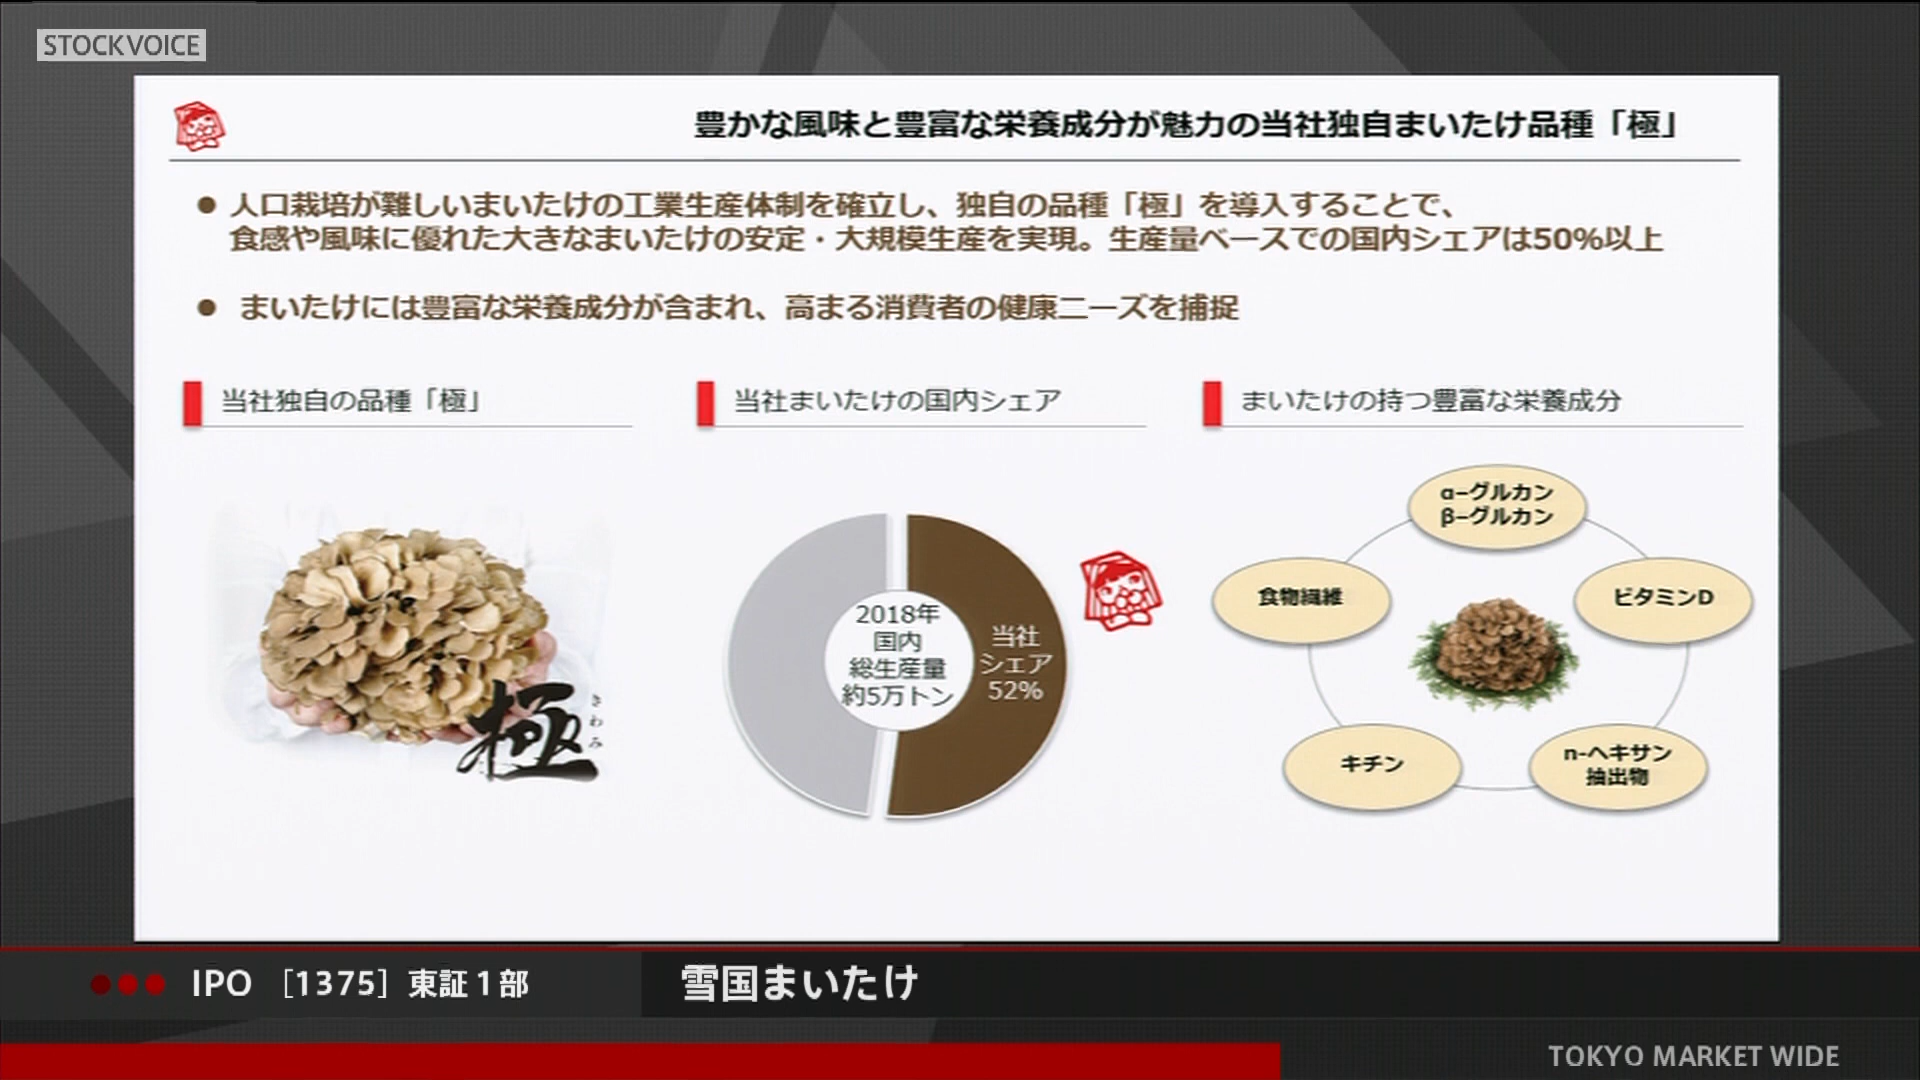 STOCKVOICE
豊かな風味と豊富な栄養成分が魅力の当社独自まいたけ品種「極」
● 人口栽培が難しいまいたけの工業生産体制を確立し、独自の品種「極」を導入することで、
食感や風味に優れた大きなまいたけの安定・大規模生産を実現。生産量ベースでの国内シェアは50%以上
● まいたけには豊富な栄養成分が含まれ、高まる消費者の健康ニーズを捕捉
当社独自の品種「極」
極
きわみ
当社まいたけの国内シェア
2018年
国内
総生産量
約5万トン
当社
シェア
52%
まいたけの持つ豊富な栄養成分
α−グルカン
β−グルカン
食物繊維
ビタミンD
キチン
n-ヘキサン
抽出物
IPO [1375] 東証1部
雪国まいたけ
TOKYO MARKET WIDE